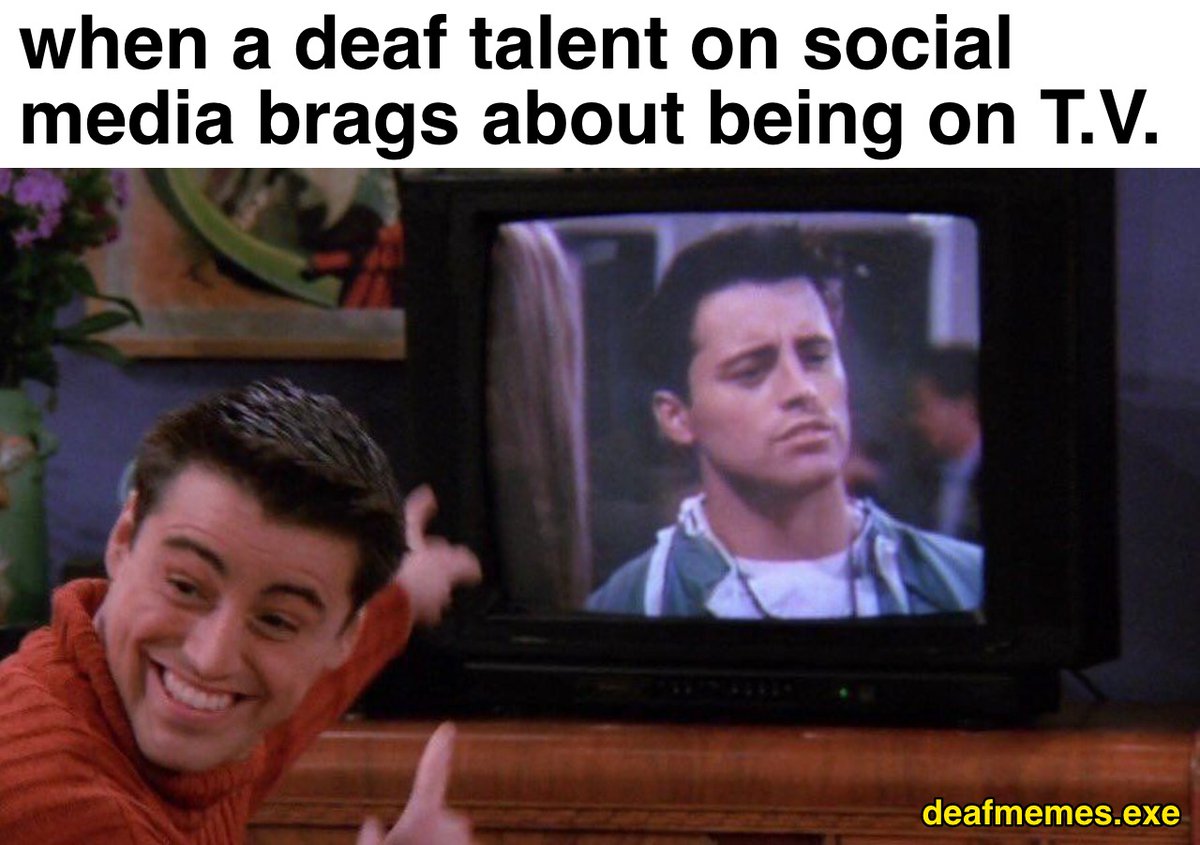 when a deaf talent on social
media brags about being on T.V.
deafmemes.exe